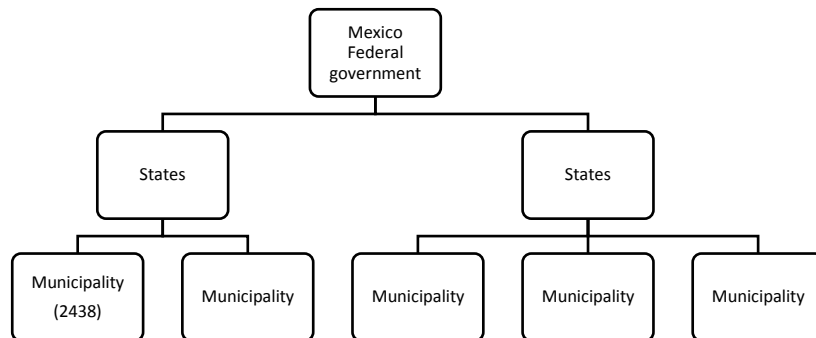 Mexico
Federal
government
States
States
Municipality
(2438)
Municipality
Municipality
Municipality
Municipality